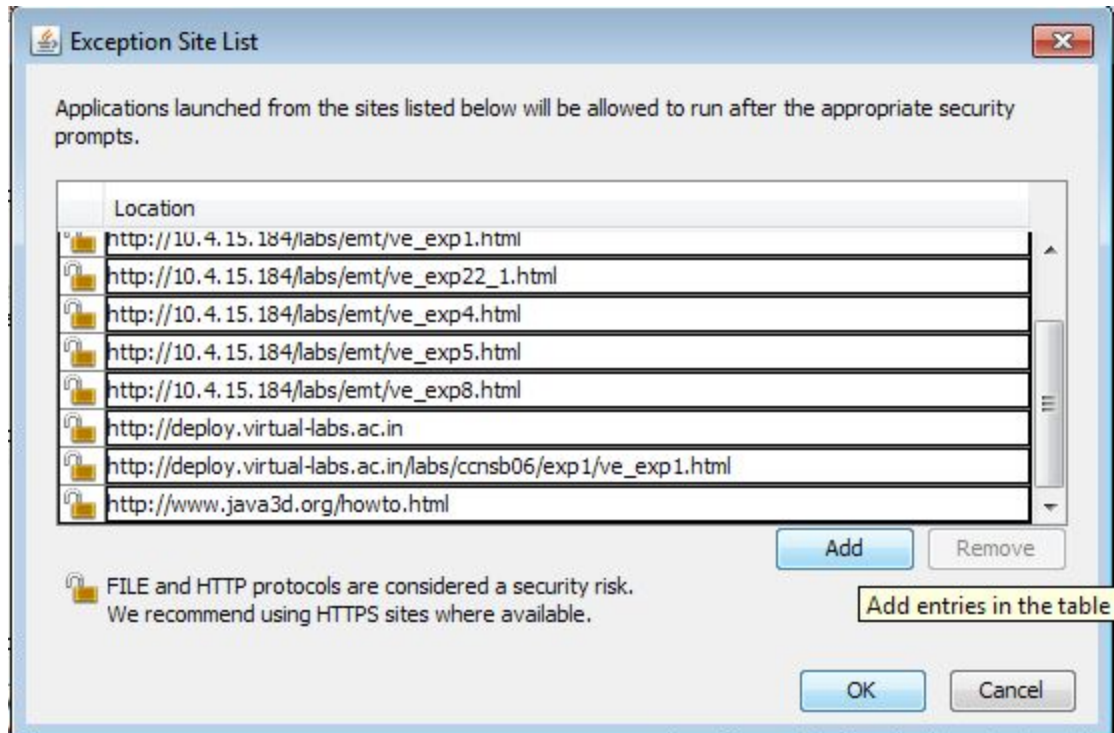 Exception Site List
Applications launched from the sites listed below will be allowed to run after the appropriate security
prompts.
Location
http://10.4.15.184/labs/emt/ve_exp1.html
http://10.4.15.184/labs/emt/ve_exp22_1.html
http://10.4.15.184/labs/emt/ve_exp4.html
http://10.4.15.184/labs/emt/ve_exp5.html
http://10.4.15.184/labs/emt/ve_exp8.html
http://deploy.virtual-labs.ac.in
http://deploy.virtual-labs.ac.in/labs/ccnsb06/exp1/ve_exp1.html
http://www.java3d.org/howto.html
Add Remove
FILE and HTTP protocols are considered a security risk.
We recommend using HTTPS sites where available.
Add entries in the table
OK Cancel